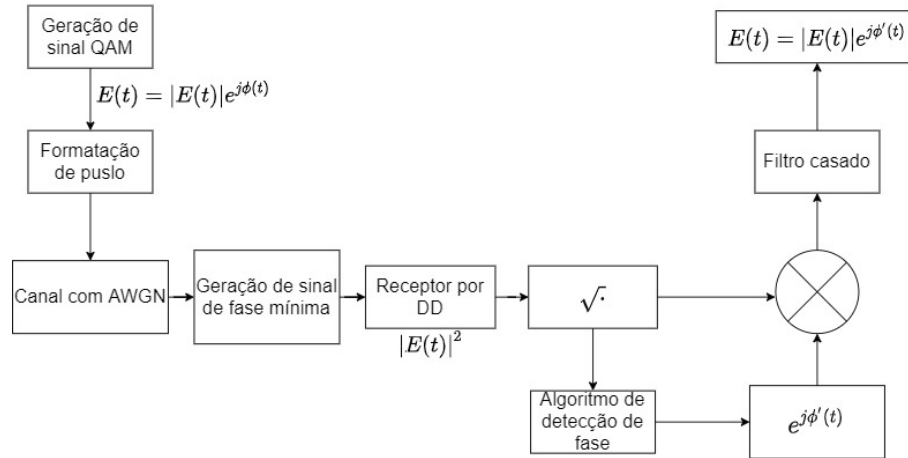 Geração de
sinal QAM
E(t) = |E(t)|e^{jϕ(t)}
Formatação
de puslo
Canal com AWGN
Geração de sinal
de fase mínima
Receptor por
DD
|E(t)|^2
√·
Algoritmo de
detecção de
fase
e^{jϕ′(t)}
Filtro casado
E(t) = |E(t)|e^{jϕ′(t)}